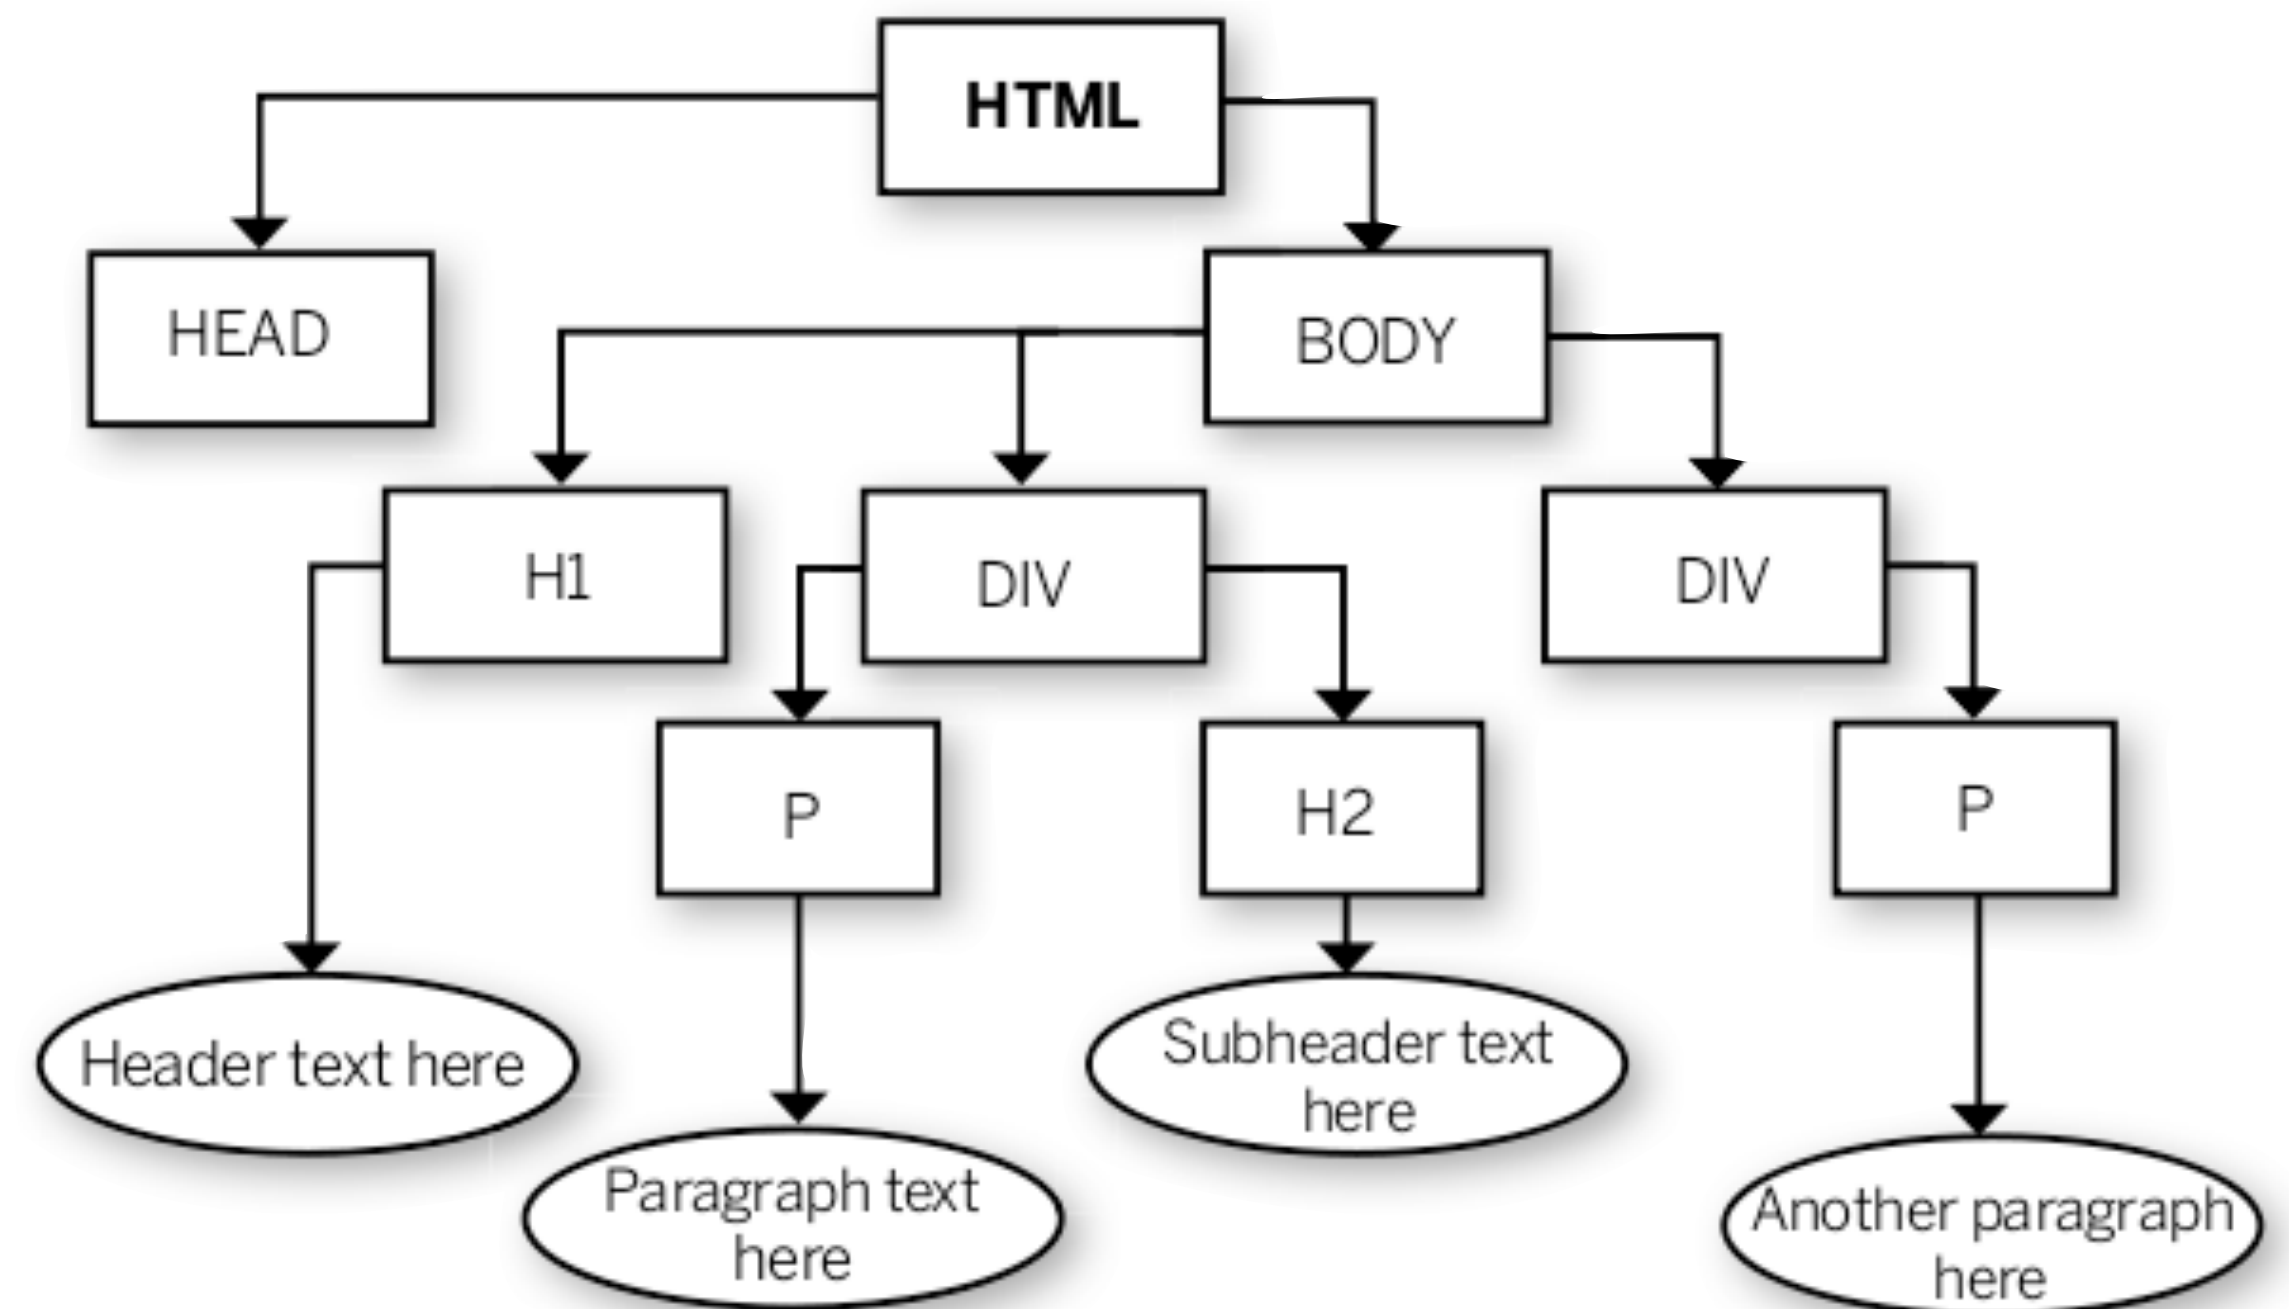 HTML
HEAD
BODY
H1
DIV
DIV
P
H2
P
Header text here
Subheader text
here
Paragraph text
here
Another paragraph
here